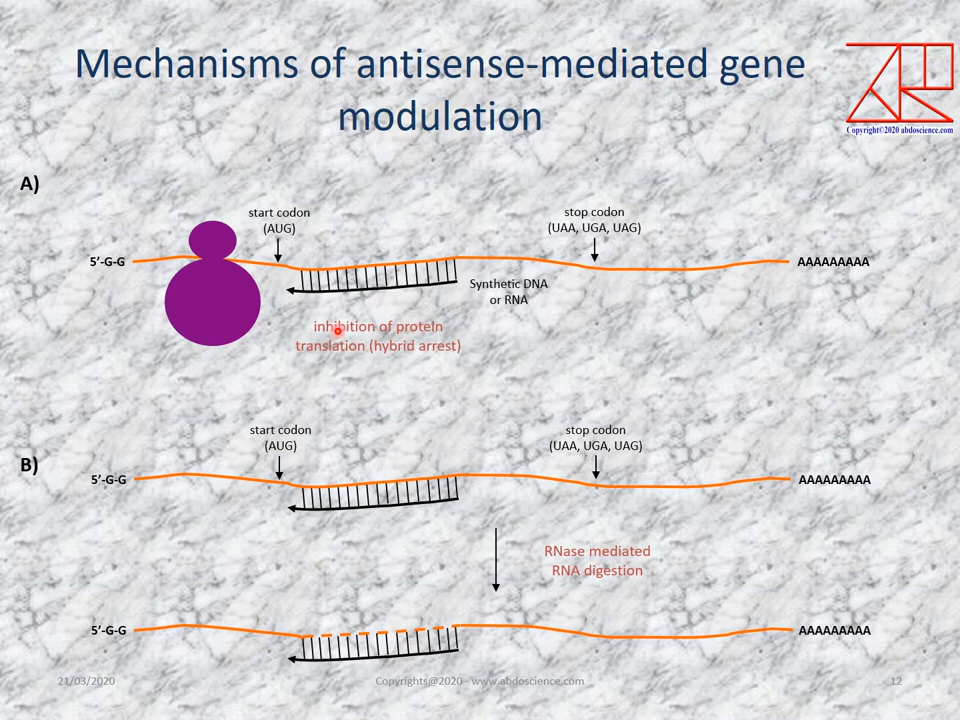 Mechanisms of antisense-mediated gene
modulation
Copyright©2020 abdoscience.com
A)
start codon
(AUG)
stop codon
(UAA, UGA, UAG)
5’-G-G
AAAAAAAAA
Synthetic DNA
or RNA
inhibition of protein
translation (hybrid arrest)
B)
start codon
(AUG)
stop codon
(UAA, UGA, UAG)
5’-G-G
AAAAAAAAA
RNase mediated
RNA digestion
5’-G-G
AAAAAAAAA
21/03/2020
Copyrights@2020 - www.abdoscience.com
12